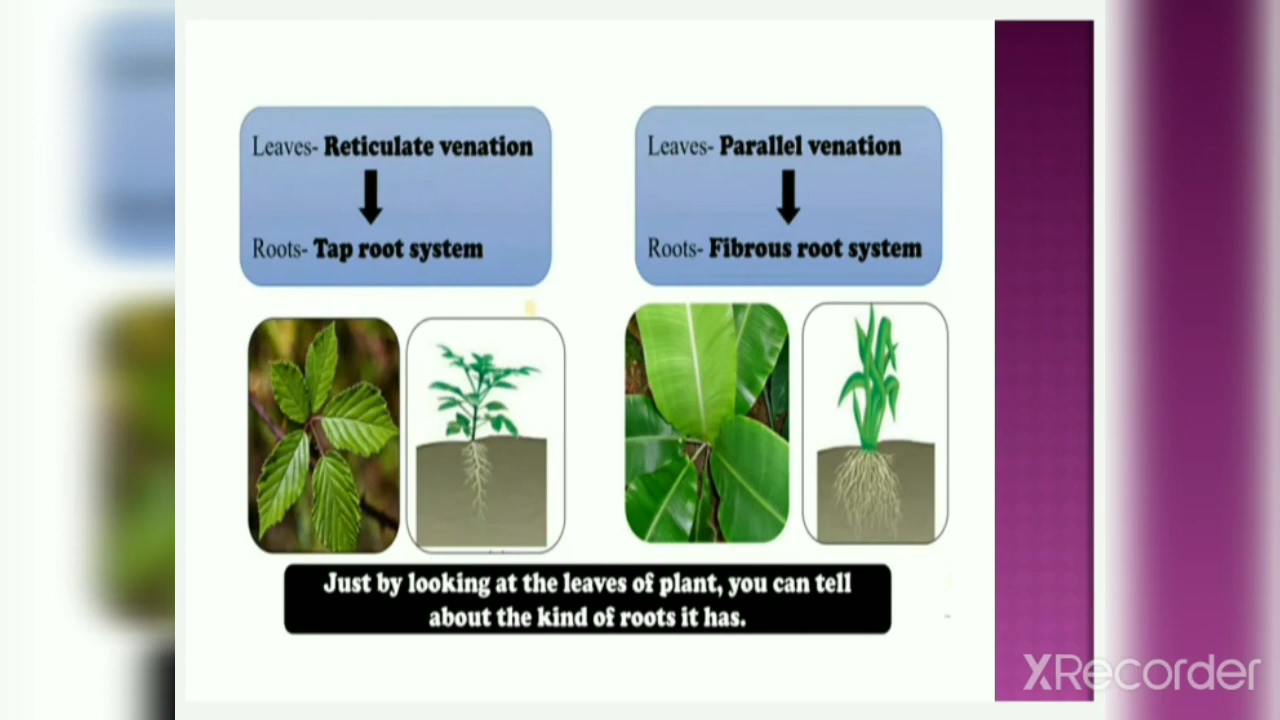 Leaves- Reticulate venation
Roots- Tap root system
Leaves- Parallel venation
Roots- Fibrous root system
Just by looking at the leaves of plant, you can tell
about the kind of roots it has.
XRecorder